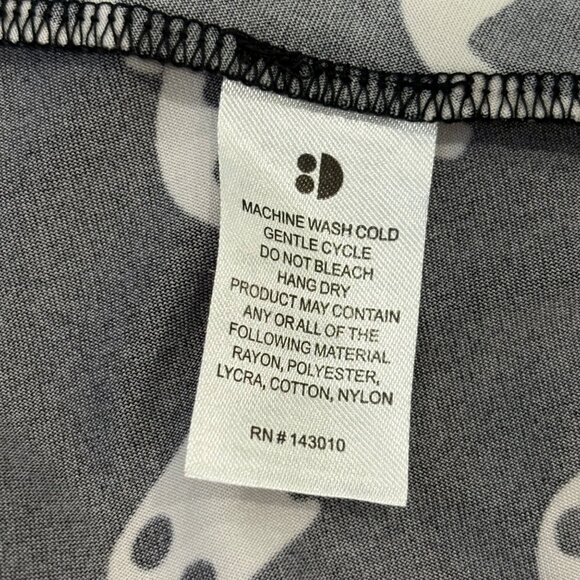 MACHINE WASH COLD
GENTLE CYCLE
DO NOT BLEACH
HANG DRY
PRODUCT MAY CONTAIN
ANY OR ALL OF THE
FOLLOWING MATERIAL
RAYON, POLYESTER,
LYCRA, COTTON, NYLON
RN # 143010